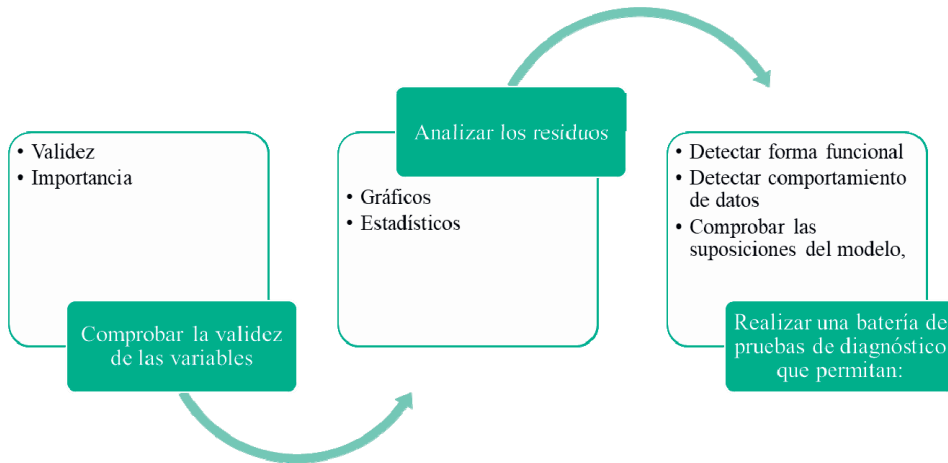 • Validez
• Importancia
Comprobar la validez
de las variables
Analizar los residuos
• Gráficos
• Estadísticos
• Detectar forma funcional
• Detectar comportamiento
de datos
• Comprobar las
suposiciones del modelo,
Realizar una batería de
pruebas de diagnóstico
que permitan: